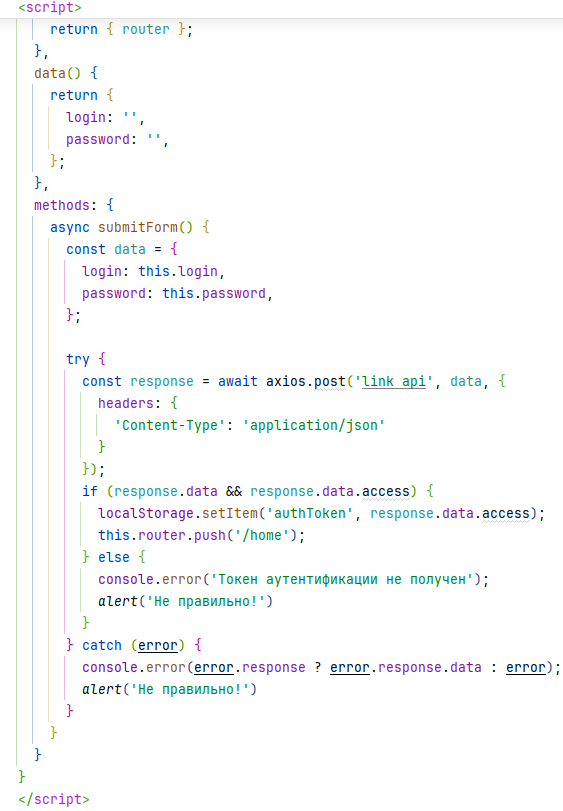 <script>
return { router };
},
data() {
return {
login: '',
password: '',
};
},
methods: {
async submitForm() {
const data = {
login: this.login,
password: this.password,
};
try {
const response = await axios.post('link api', data, {
headers: {
'Content-Type': 'application/json'
}
});
if (response.data && response.data.access) {
localStorage.setItem('authToken', response.data.access);
this.router.push('/home');
} else {
console.error('Токен аутентификации не получен');
alert('Не правильно!')
}
} catch (error) {
console.error(error.response ? error.response.data : error);
alert('Не правильно!')
}
}
}
}
</script>